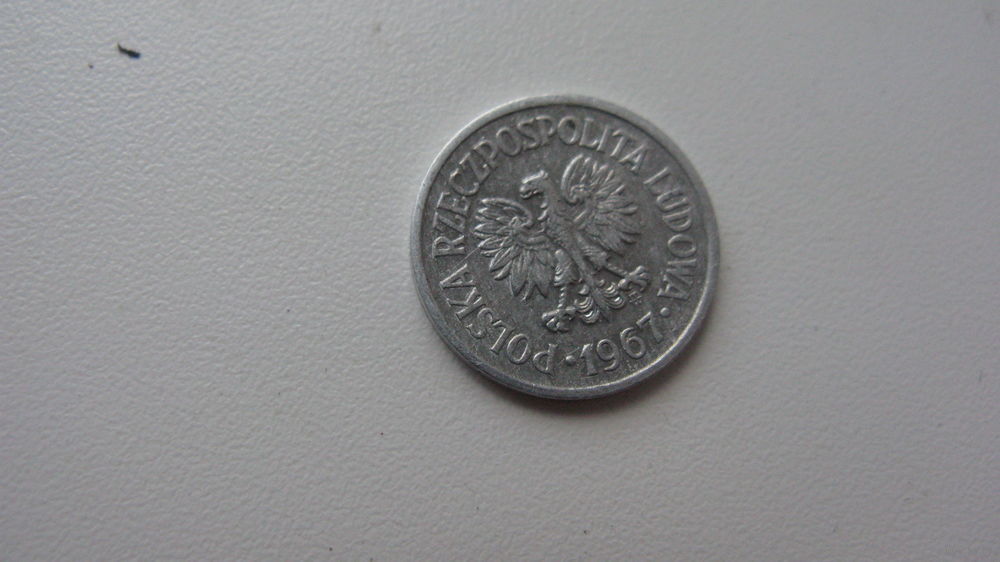 POLSKA RZECZPOSPOLITA LUDOWA
· 1967 ·